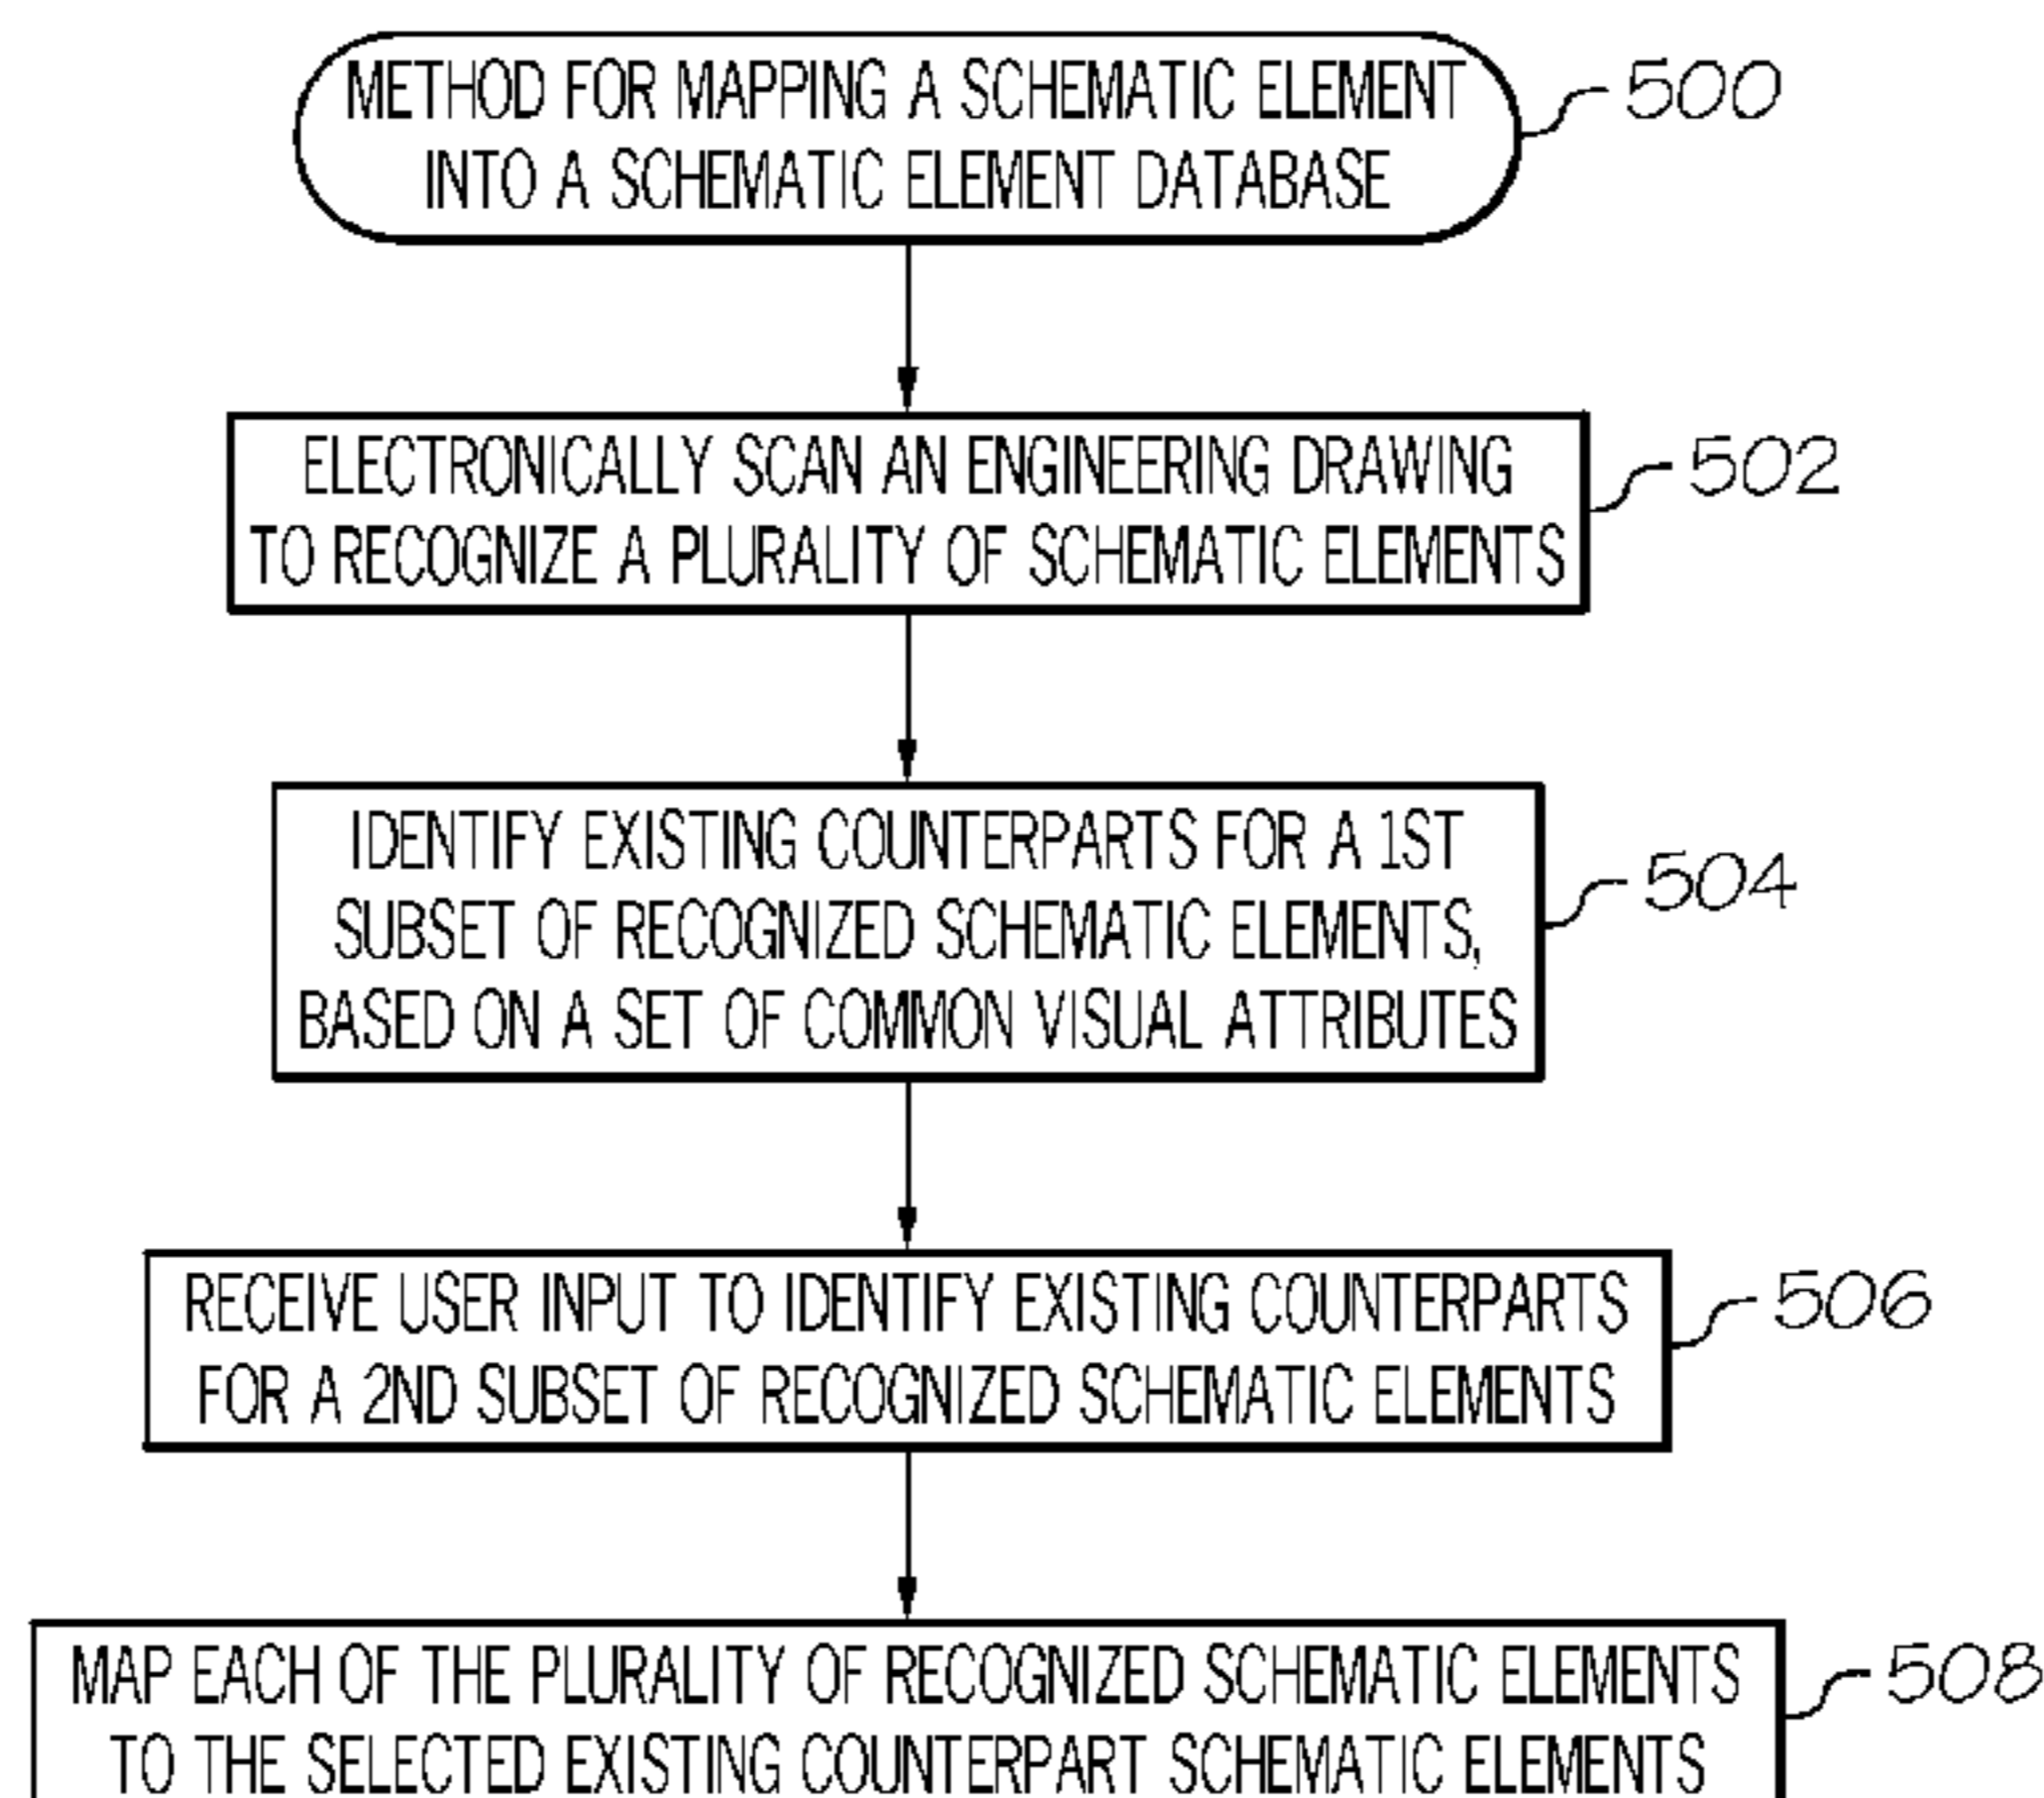 METHOD FOR MAPPING A SCHEMATIC ELEMENT
INTO A SCHEMATIC ELEMENT DATABASE
500
ELECTRONICALLY SCAN AN ENGINEERING DRAWING
TO RECOGNIZE A PLURALITY OF SCHEMATIC ELEMENTS
502
IDENTIFY EXISTING COUNTERPARTS FOR A 1ST
SUBSET OF RECOGNIZED SCHEMATIC ELEMENTS,
BASED ON A SET OF COMMON VISUAL ATTRIBUTES
504
RECEIVE USER INPUT TO IDENTIFY EXISTING COUNTERPARTS
FOR A 2ND SUBSET OF RECOGNIZED SCHEMATIC ELEMENTS
506
MAP EACH OF THE PLURALITY OF RECOGNIZED SCHEMATIC ELEMENTS
TO THE SELECTED EXISTING COUNTERPART SCHEMATIC ELEMENTS
508